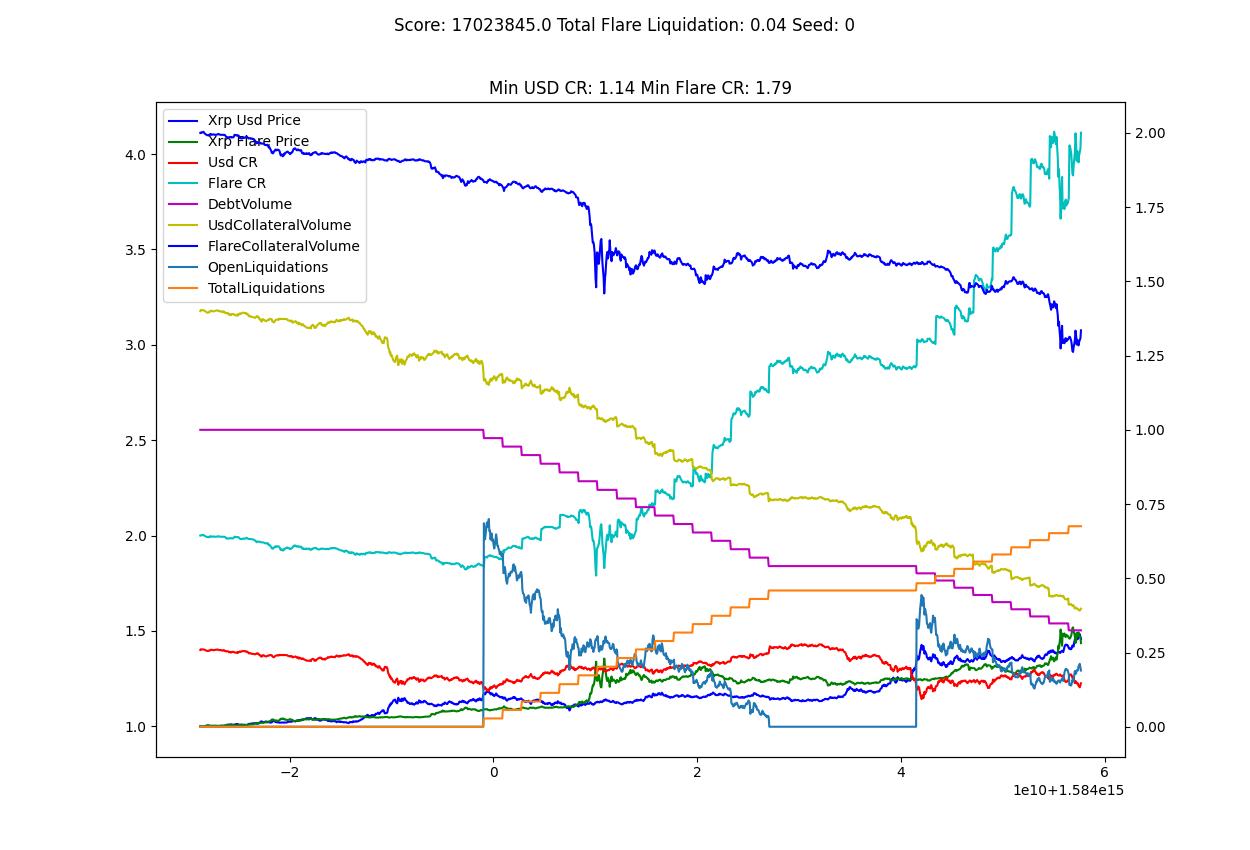 Score: 17023845.0 Total Flare Liquidation: 0.04 Seed: 0
Min USD CR: 1.14 Min Flare CR: 1.79
Xrp Usd Price
Xrp Flare Price
Usd CR
Flare CR
DebtVolume
UsdCollateralVolume
FlareCollateralVolume
OpenLiquidations
TotalLiquidations
4.0
3.5
3.0
2.5
2.0
1.5
1.0
2.00
1.75
1.50
1.25
1.00
0.75
0.50
0.25
0.00
−2 0 2 4 6
1e10+1.584e15